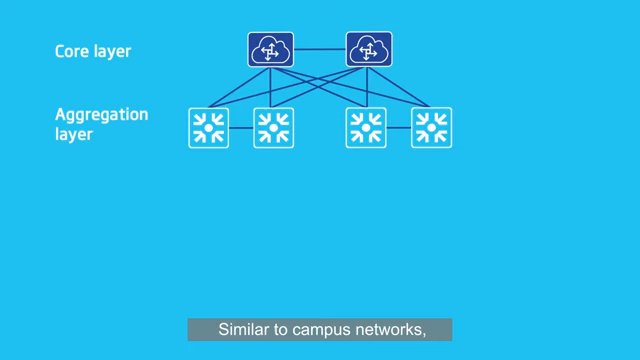 Core layer
Aggregation
layer
Similar to campus networks,